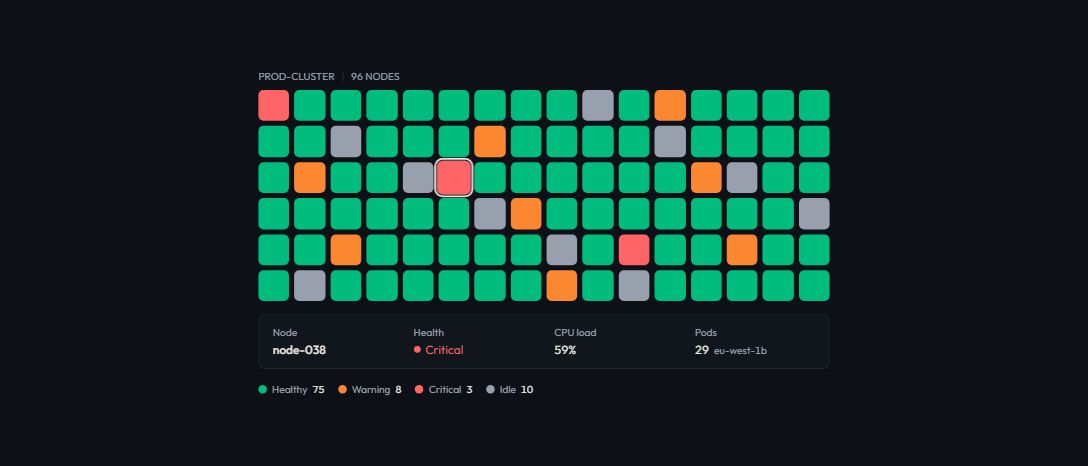 PROD-CLUSTER | 96 NODES
Node Health CPU load Pods
node-038 Critical 59% 29 eu-west-1b
Healthy 75 Warning 8 Critical 3 Idle 10